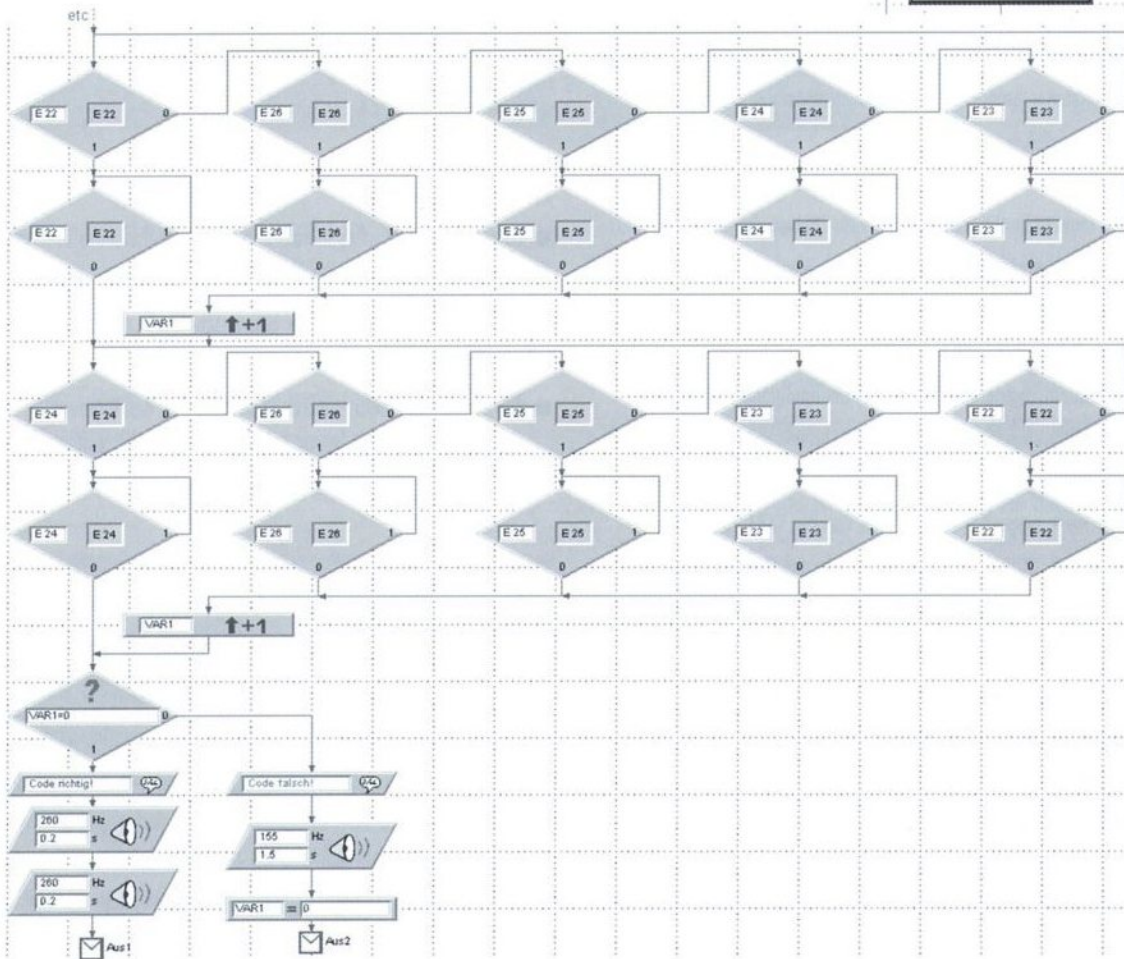 etc
E 22 E 22 0 E 26 E 26 0 E 25 E 25 0 E 24 E 24 0 E 23 E 23 0
1 1 1 1 1
E 22 E 22 1 E 26 E 26 1 E 25 E 25 1 E 24 E 24 1 E 23 E 23 1
0 0 0 0 0
VAR1 +1
E 24 E 24 0 E 26 E 26 0 E 25 E 25 0 E 23 E 23 0 E 22 E 22 0
1 1 1 1 1
E 24 E 24 1 E 26 E 26 1 E 25 E 25 1 E 23 E 23 1 E 22 E 22 1
0 0 0 0 0
VAR1 +1
?
VAR1=0 0
1
Code richtig! Code falsch!
260 Hz
0.2 s
155 Hz
1.5 s
260 Hz
0.2 s
VAR1 = 0
Aus1 Aus2